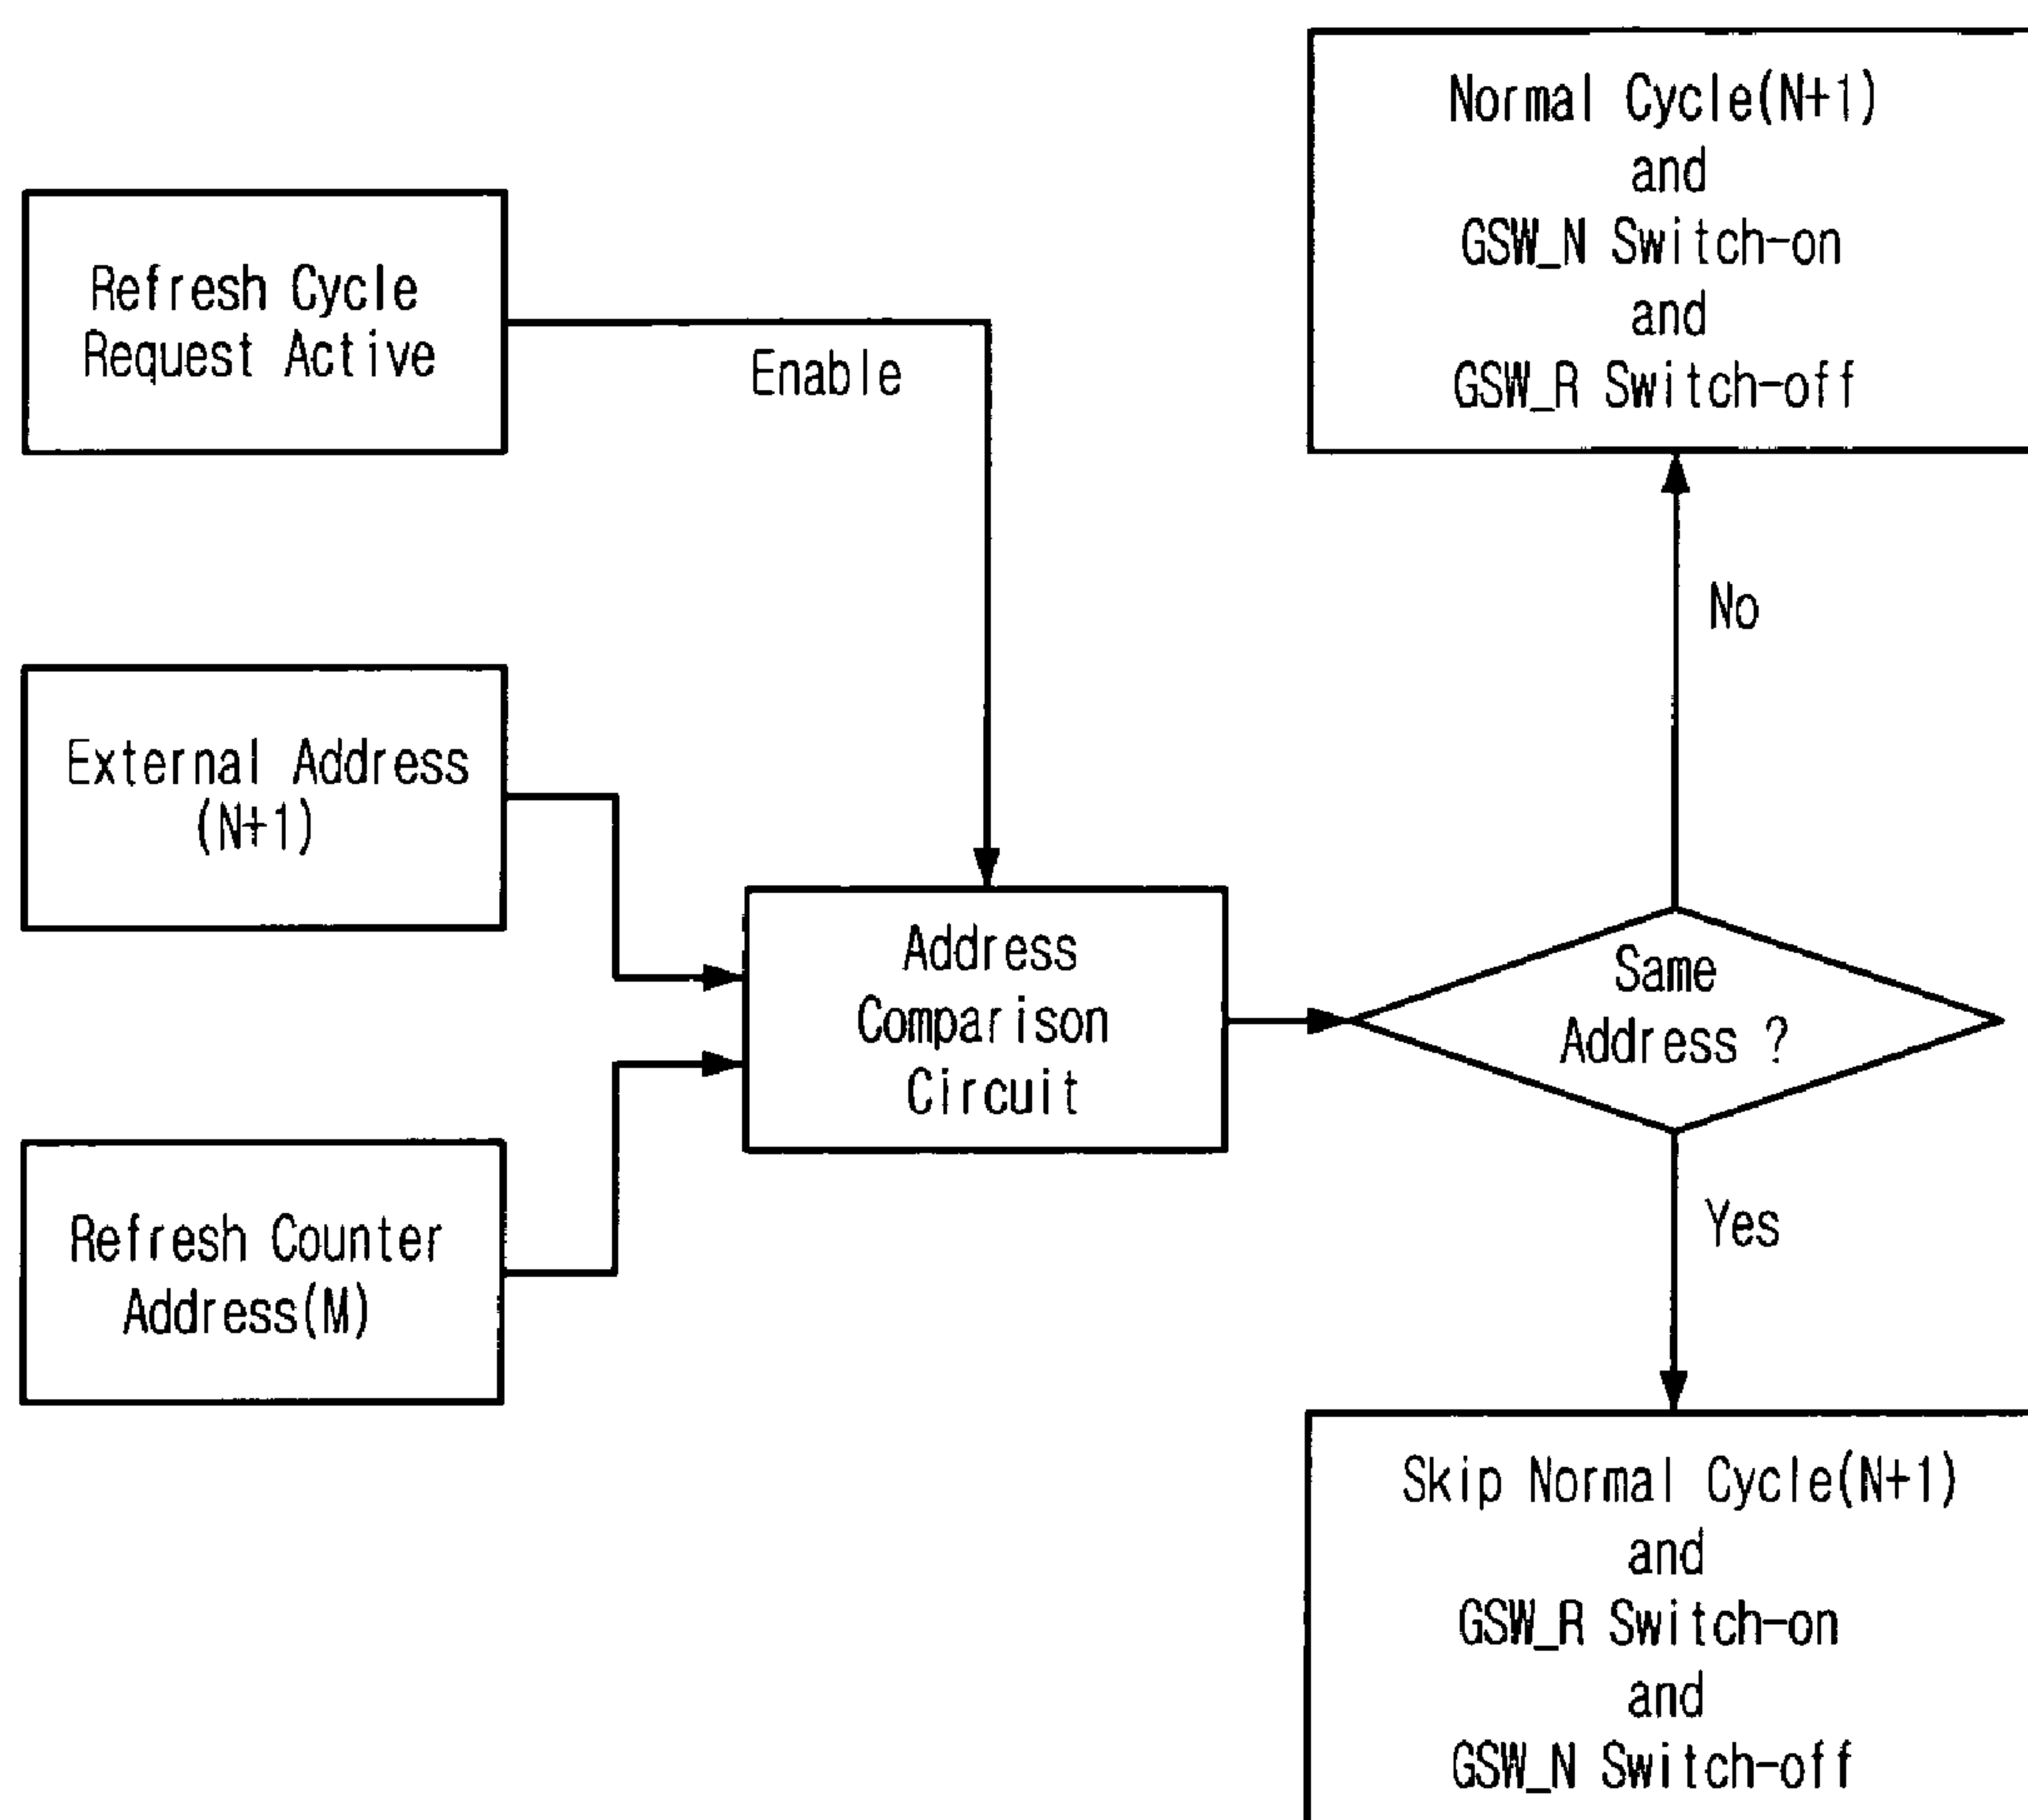 Normal Cycle(N+1)
and
GSW_N Switch-on
and
GSW_R Switch-off
Refresh Cycle
Request Active
Enable
No
External Address
(N+1)
Address
Comparison
Circuit
Same
Address ?
Refresh Counter
Address(M)
Yes
Skip Normal Cycle(N+1)
and
GSW_R Switch-on
and
GSW_N Switch-off